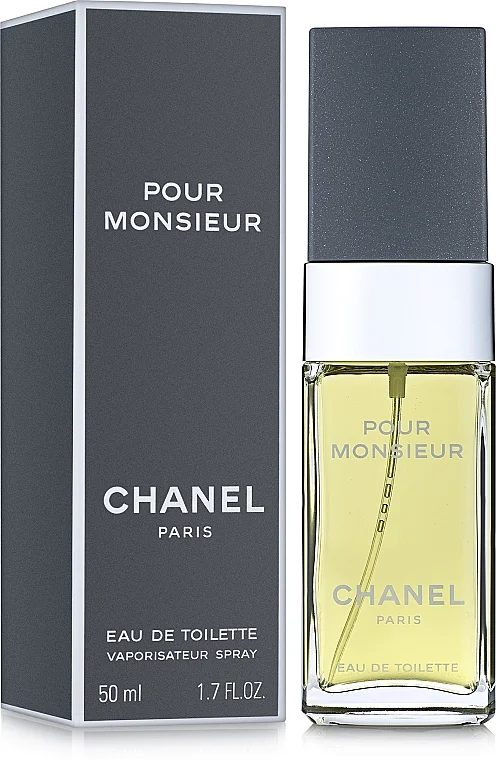 POUR
MONSIEUR
CHANEL
PARIS
EAU DE TOILETTE
VAPORISATEUR SPRAY
50 ml 1.7 FL.OZ.
POUR
MONSIEUR
CHANEL
PARIS
EAU DE TOILETTE